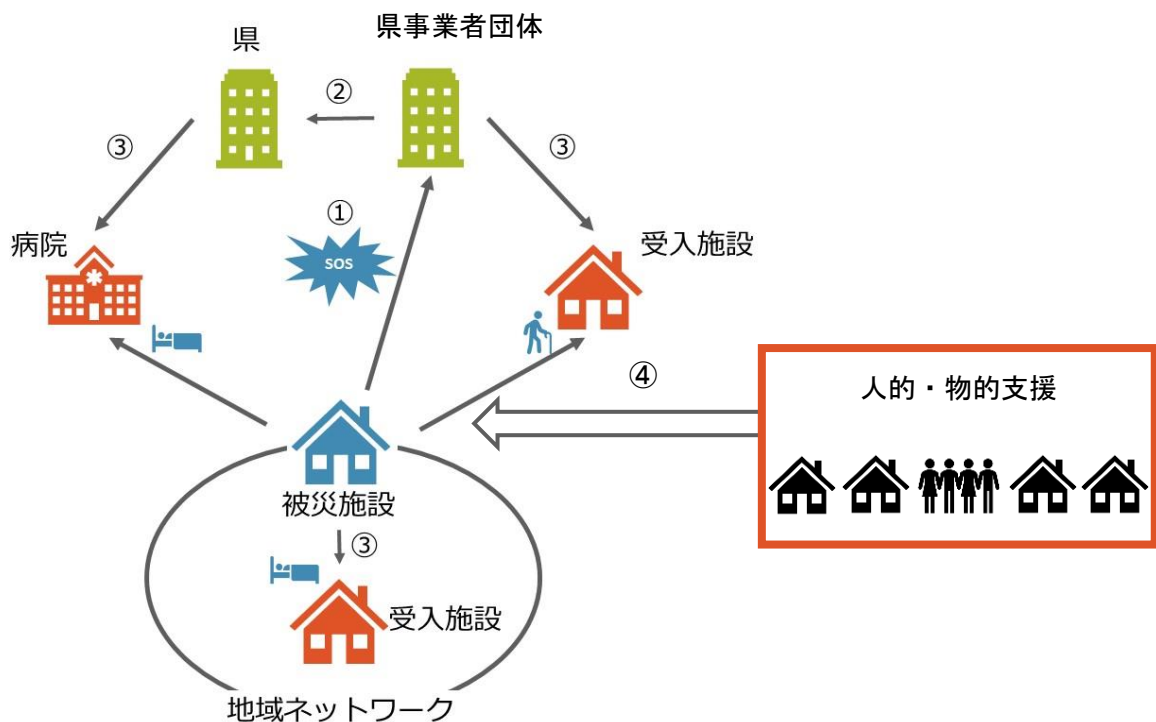 県
県事業者団体
②
③
③
①
病院
SOS
受入施設
④
人的・物的支援
被災施設
③
受入施設
地域ネットワーク